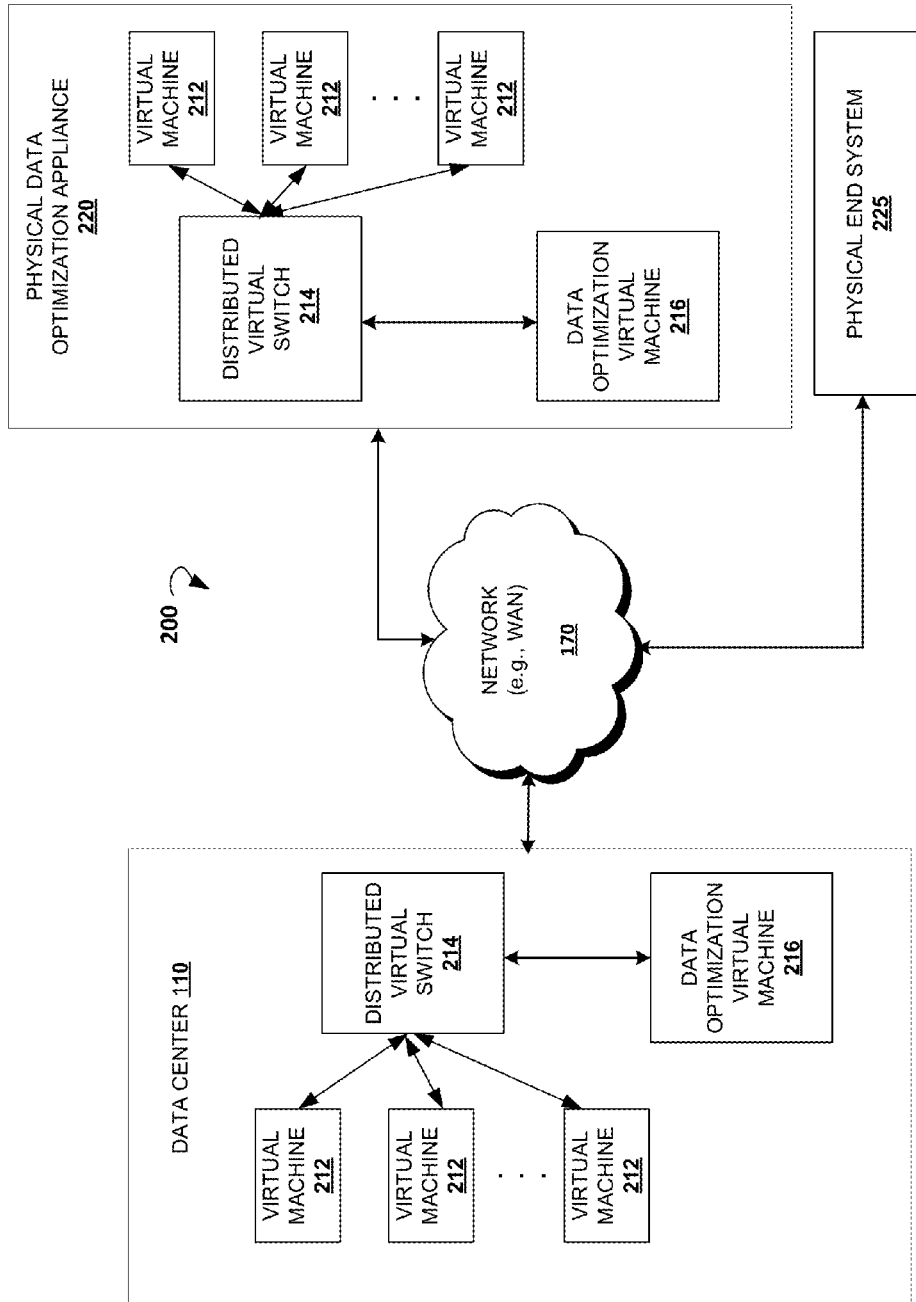 200
DATA CENTER 110
VIRTUAL
MACHINE
212
VIRTUAL
MACHINE
212
. . .
VIRTUAL
MACHINE
212
DISTRIBUTED
VIRTUAL
SWITCH
214
DATA
OPTIMIZATION
VIRTUAL
MACHINE
216
NETWORK
(e.g., WAN)
170
PHYSICAL DATA
OPTIMIZATION APPLIANCE
220
DISTRIBUTED
VIRTUAL
SWITCH
214
VIRTUAL
MACHINE
212
VIRTUAL
MACHINE
212
. . .
VIRTUAL
MACHINE
212
DATA
OPTIMIZATION
VIRTUAL
MACHINE
216
PHYSICAL END SYSTEM
225